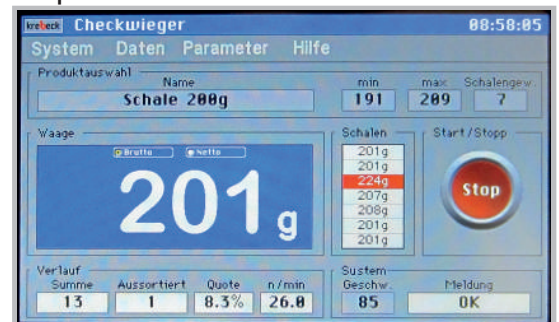 krebeck Checkwieger 08:58:05
System Daten Parameter Hilfe
Produktauswahl
Name min max Schalengew.
Schale 200g 191 209 7
Waage Schalen Start/Stopp
Brutto Netto
201g
201g
201g
224g
207g
208g
201g
201g
Stop
Verlauf System
Summe Aussortiert Quote n/min Geschw. Meldung
13 1 8.3% 26.0 85 OK